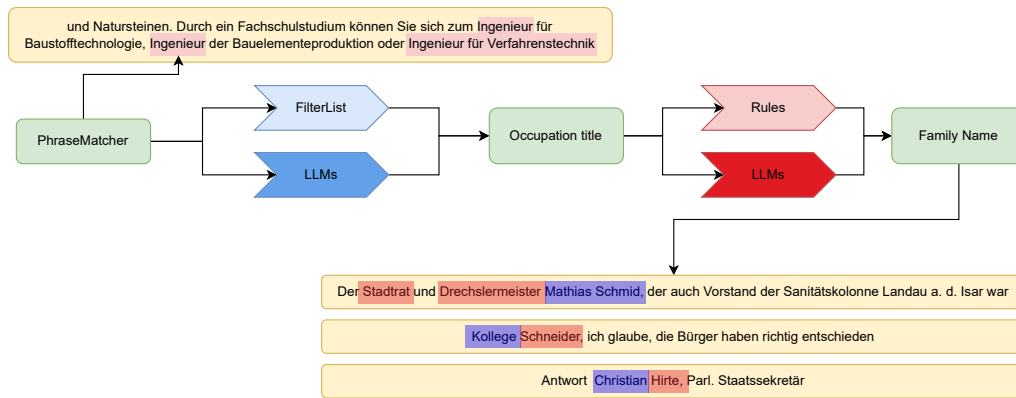 und Natursteinen. Durch ein Fachschulstudium können Sie sich zum Ingenieur für
Baustofftechnologie, Ingenieur der Bauelementeproduktion oder Ingenieur für Verfahrenstechnik
PhraseMatcher
FilterList
LLMs
Occupation title
Rules
LLMs
Family Name
Der Stadtrat und Drechslermeister Mathias Schmid, der auch Vorstand der Sanitätskolonne Landau a. d. Isar war
Kollege Schneider, ich glaube, die Bürger haben richtig entschieden
Antwort Christian Hirte, Parl. Staatssekretär